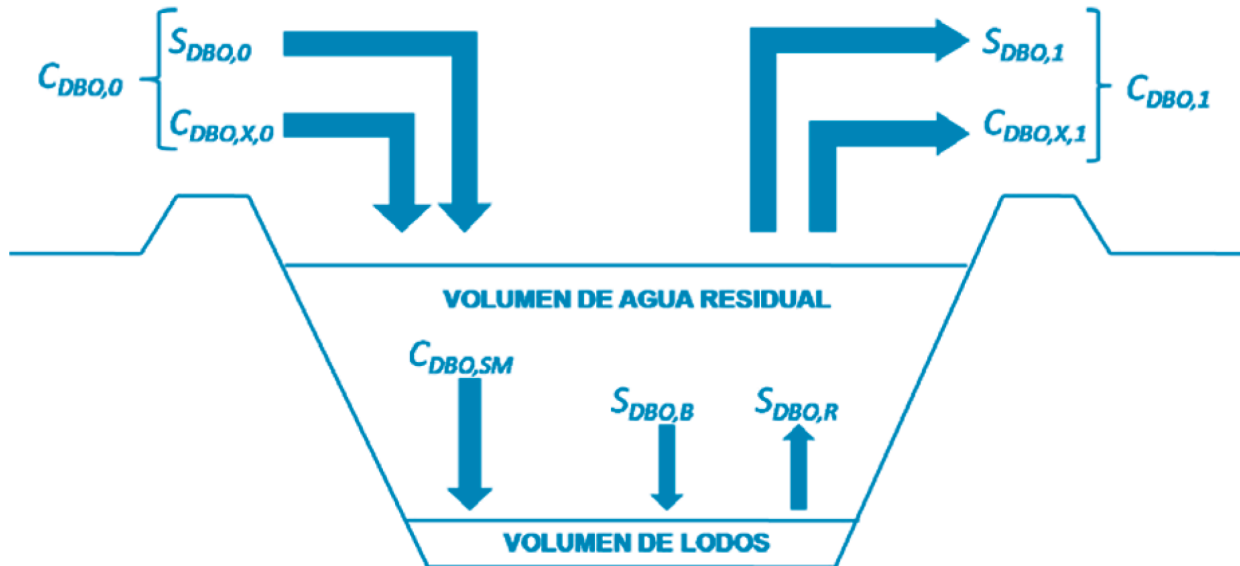 S_DBO,0
C_DBO,0
C_DBO,X,0
S_DBO,1
C_DBO,1
C_DBO,X,1
VOLUMEN DE AGUA RESIDUAL
C_DBO,SM
S_DBO,B
S_DBO,R
VOLUMEN DE LODOS